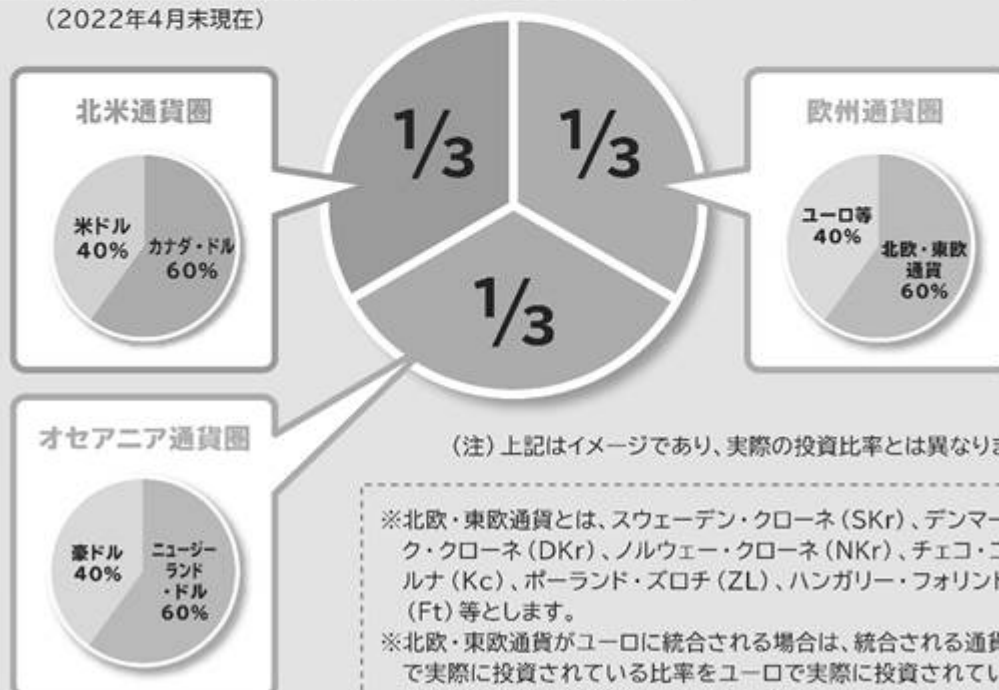 （2022年4月末現在）
北米通貨圏
米ドル
40%
カナダ・ドル
60%
1/3
1/3
1/3
欧州通貨圏
ユーロ等
40%
北欧・東欧
通貨
60%
オセアニア通貨圏
豪ドル
40%
ニュージー
ランド
・ドル
60%
（注）上記はイメージであり、実際の投資比率とは異なりま
※北欧・東欧通貨とは、スウェーデン・クローネ（SKr）、デンマー
ク・クローネ（DKr）、ノルウェー・クローネ（NKr）、チェコ・コ
ルナ（Kc）、ポーランド・ズロチ（ZL）、ハンガリー・フォリント
（Ft）等とします。
※北欧・東欧通貨がユーロに統合される場合は、統合される通貨
で実際に投資されている比率をユーロで実際に投資されてい